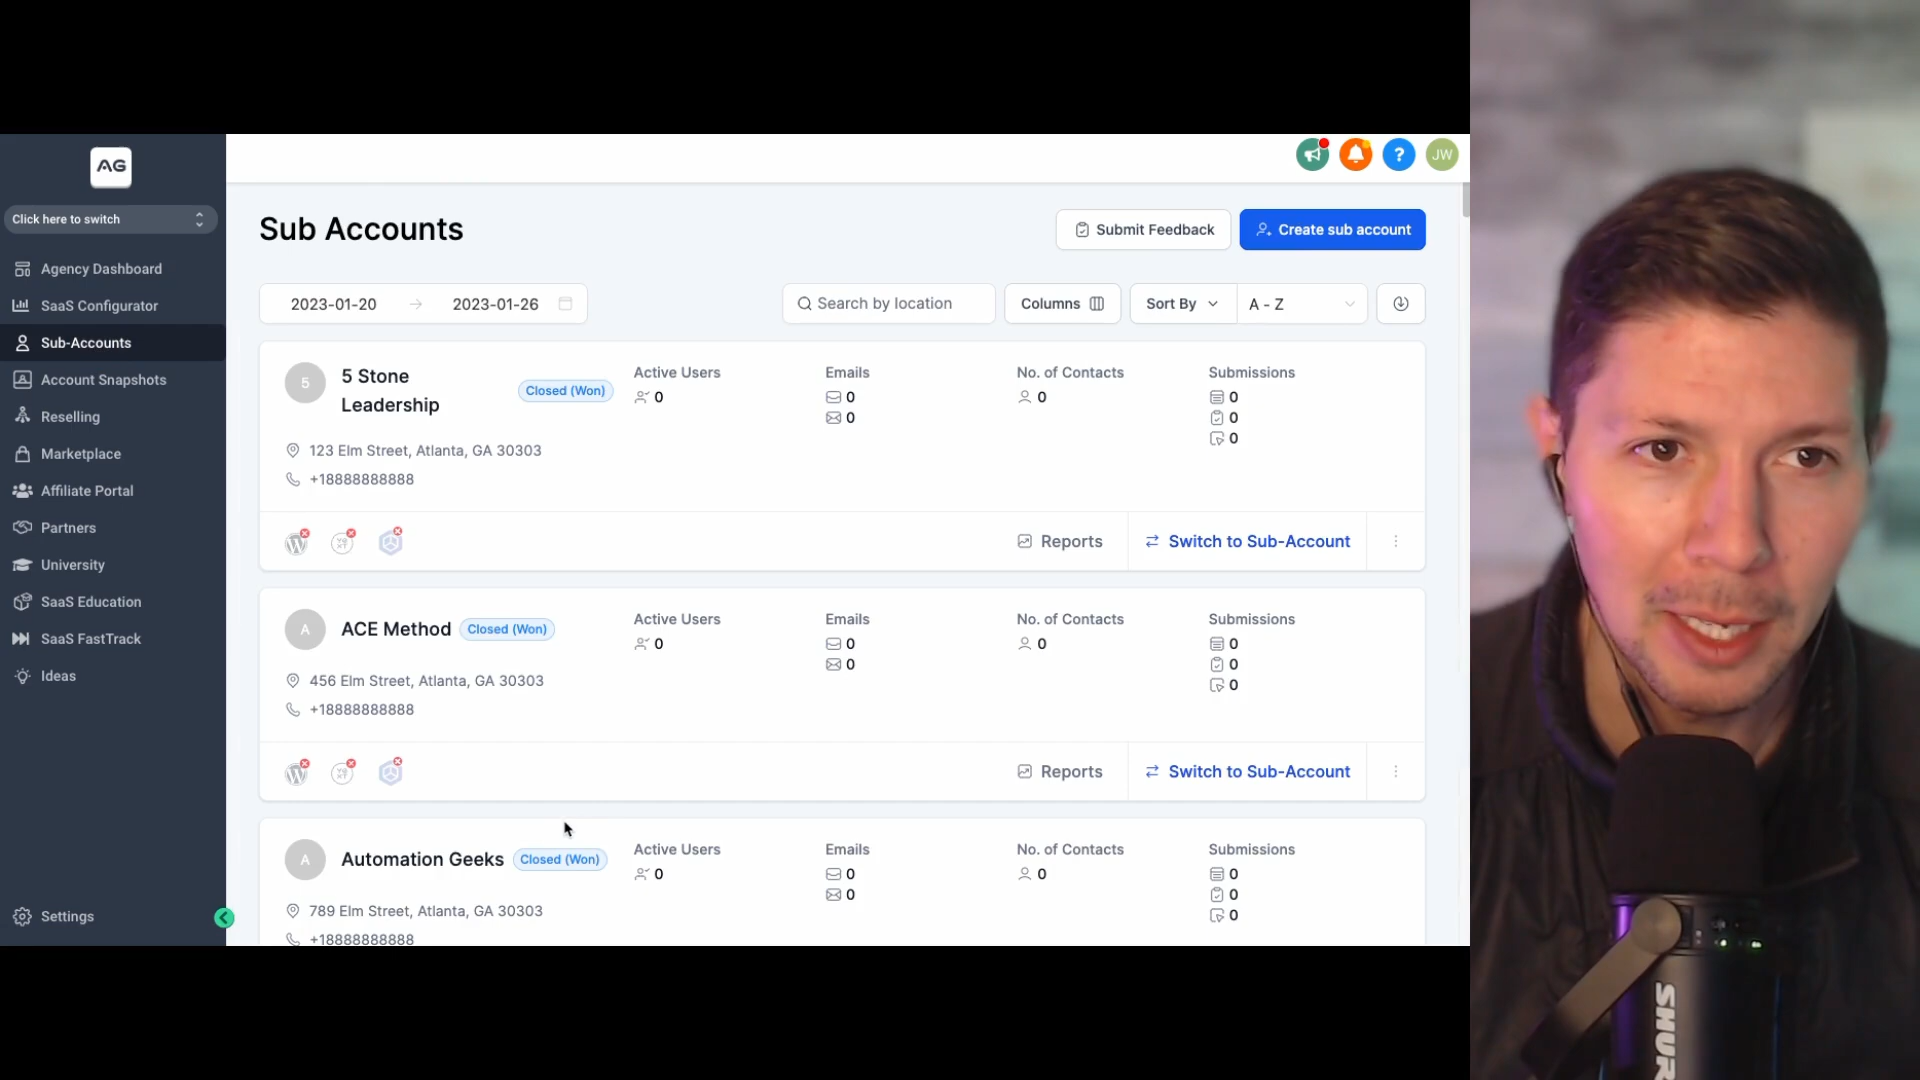 AG
JW
Click here to switch
Sub Accounts
Submit Feedback
Create sub account
Agency Dashboard
SaaS Configurator
Sub-Accounts
Account Snapshots
Reselling
Marketplace
Affiliate Portal
Partners
University
SaaS Education
SaaS FastTrack
Ideas
Settings
2023-01-20
2023-01-26
Search by location
Columns
Sort By
A - Z
5
5 Stone Leadership
Closed (Won)
Active Users
0
Emails
0
0
No. of Contacts
0
Submissions
0
0
0
123 Elm Street, Atlanta, GA 30303
+18888888888
Reports
Switch to Sub-Account
A
ACE Method
Closed (Won)
Active Users
0
Emails
0
0
No. of Contacts
0
Submissions
0
0
0
456 Elm Street, Atlanta, GA 30303
+18888888888
Reports
Switch to Sub-Account
A
Automation Geeks
Closed (Won)
Active Users
0
Emails
0
0
No. of Contacts
0
Submissions
0
0
0
789 Elm Street, Atlanta, GA 30303
+18888888888